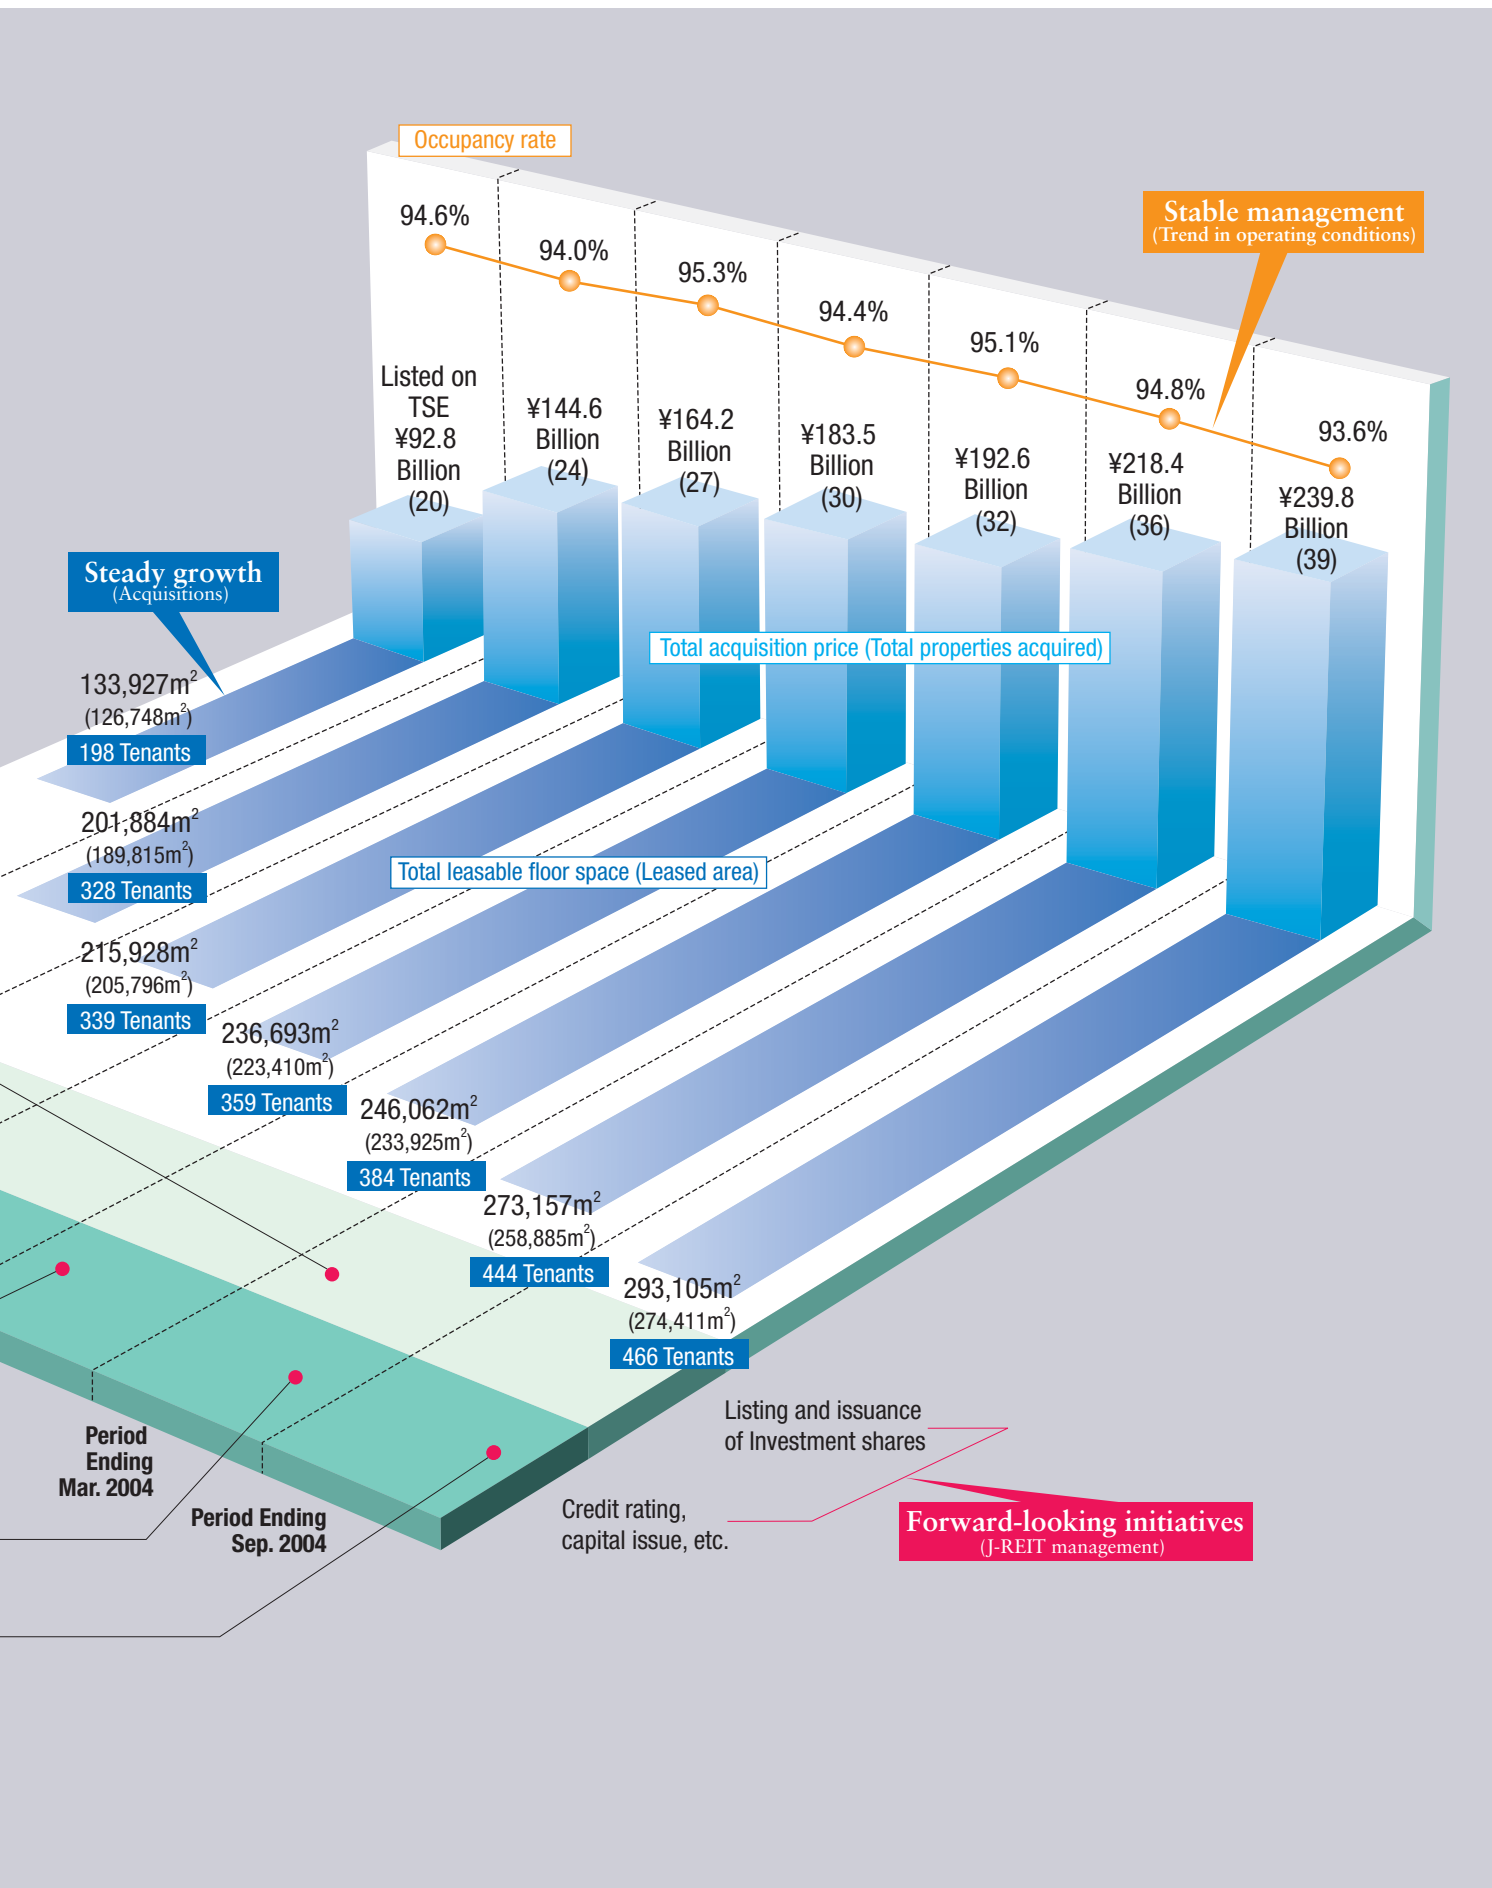 Occupancy rate
Stable management
(Trend in operating conditions)
94.6%
94.0%
95.3%
94.4%
95.1%
94.8%
93.6%
Listed on
TSE
¥92.8
Billion
(20)
¥144.6
Billion
(24)
¥164.2
Billion
(27)
¥183.5
Billion
(30)
¥192.6
Billion
(32)
¥218.4
Billion
(36)
¥239.8
Billion
(39)
Steady growth
(Acquisitions)
Total acquisition price (Total properties acquired)
133,927m²
(126,748m²)
198 Tenants
201,884m²
(189,815m²)
328 Tenants
Total leasable floor space (Leased area)
215,928m²
(205,796m²)
339 Tenants
236,693m²
(223,410m²)
359 Tenants
246,062m²
(233,925m²)
384 Tenants
273,157m²
(258,885m²)
444 Tenants
293,105m²
(274,411m²)
466 Tenants
Period
Ending
Mar. 2004
Period Ending
Sep. 2004
Listing and issuance
of Investment shares
Credit rating,
capital issue, etc.
Forward-looking initiatives
(J-REIT management)